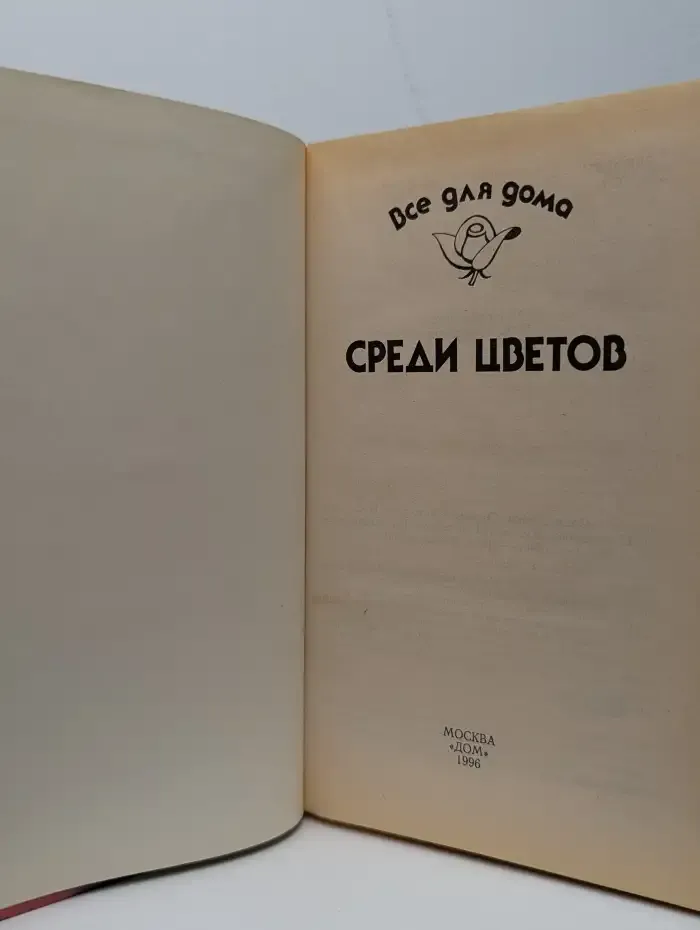 Все для дома
СРЕДИ ЦВЕТОВ
МОСКВА
«ДОМ»
1996